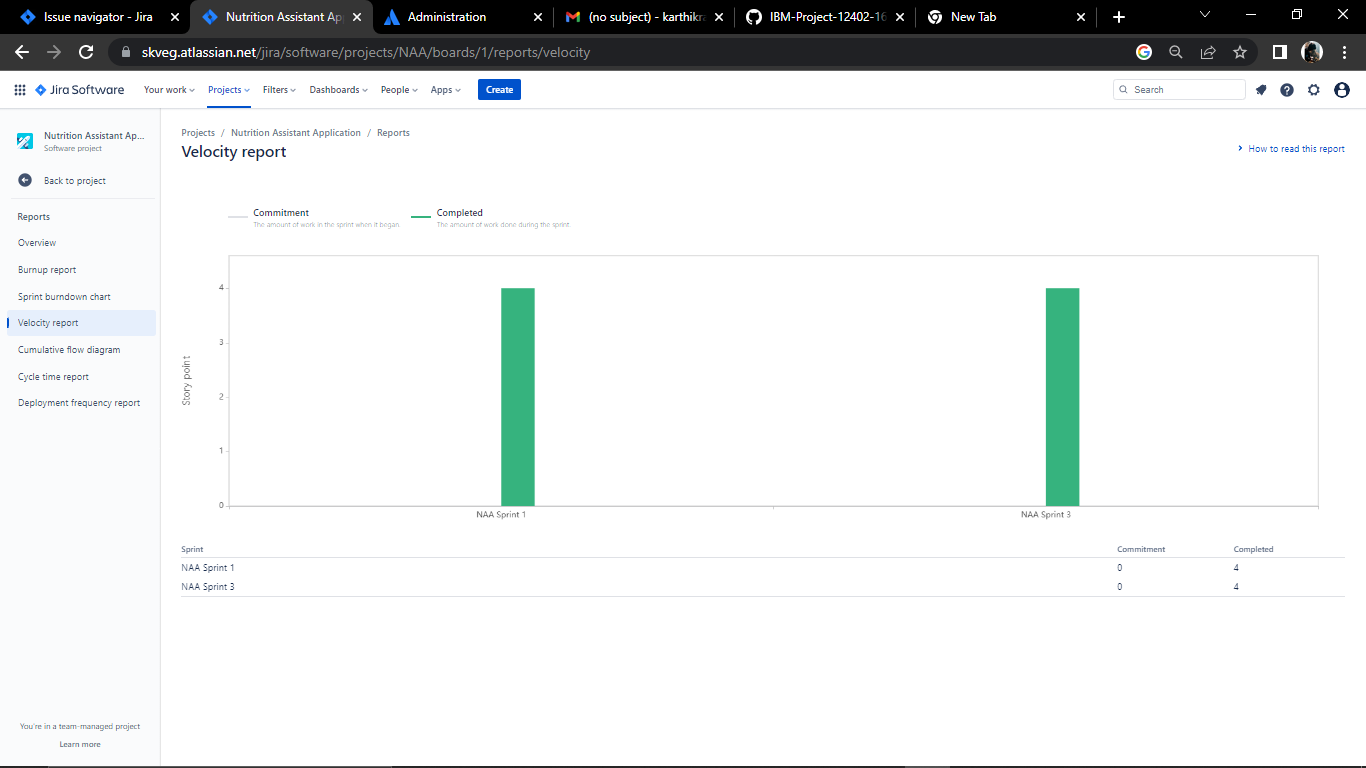 Issue navigator - Jira
Nutrition Assistant Ap
Administration
(no subject) - karthikra
IBM-Project-12402-16
New Tab
skveg.atlassian.net/jira/software/projects/NAA/boards/1/reports/velocity
Jira Software
Your work
Projects
Filters
Dashboards
People
Apps
Create
Search
Nutrition Assistant Ap...
Software project
Back to project
Reports
Overview
Burnup report
Sprint burndown chart
Velocity report
Cumulative flow diagram
Cycle time report
Deployment frequency report
You're in a team-managed project
Learn more
Projects / Nutrition Assistant Application / Reports
Velocity report
How to read this report
Commitment
The amount of work in the sprint when it began.
Completed
The amount of work done during the sprint.
Story point
4
3
2
1
0
NAA Sprint 1
NAA Sprint 3
Sprint Commitment Completed
NAA Sprint 1 0 4
NAA Sprint 3 0 4